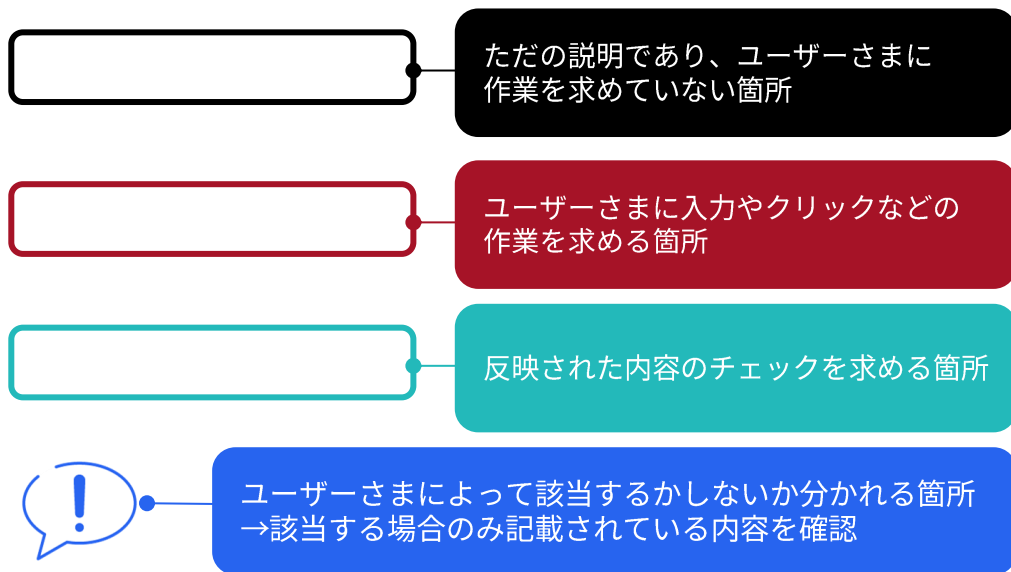 ただの説明であり、ユーザーさまに
作業を求めていない箇所
ユーザーさまに入力やクリックなどの
作業を求める箇所
反映された内容のチェックを求める箇所
ユーザーさまによって該当するかしないか分かれる箇所
→該当する場合のみ記載されている内容を確認